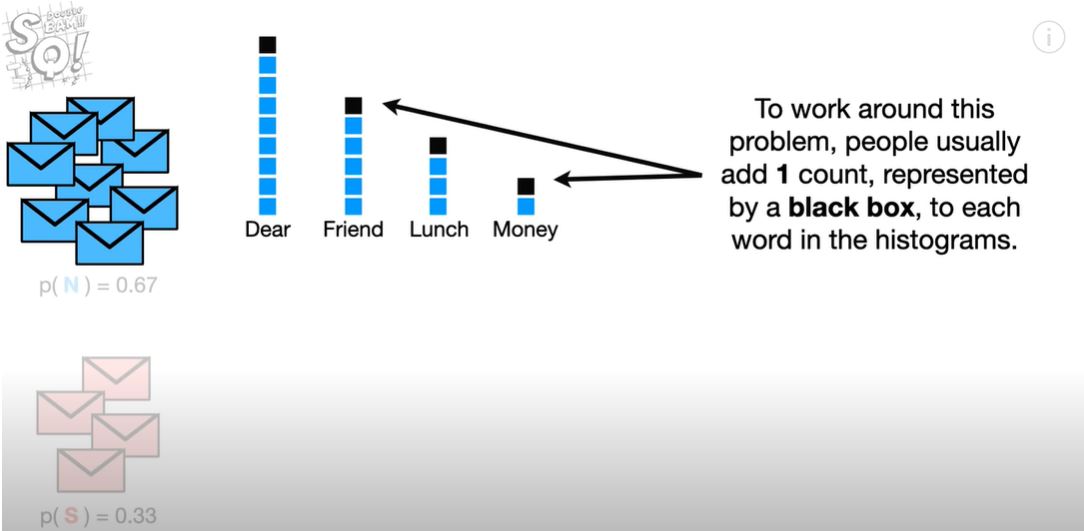 DOUBLE
BAM!!!
SQ!
To work around this
problem, people usually
add 1 count, represented
by a black box, to each
word in the histograms.
Dear Friend Lunch Money
p( N ) = 0.67
p( S ) = 0.33
i